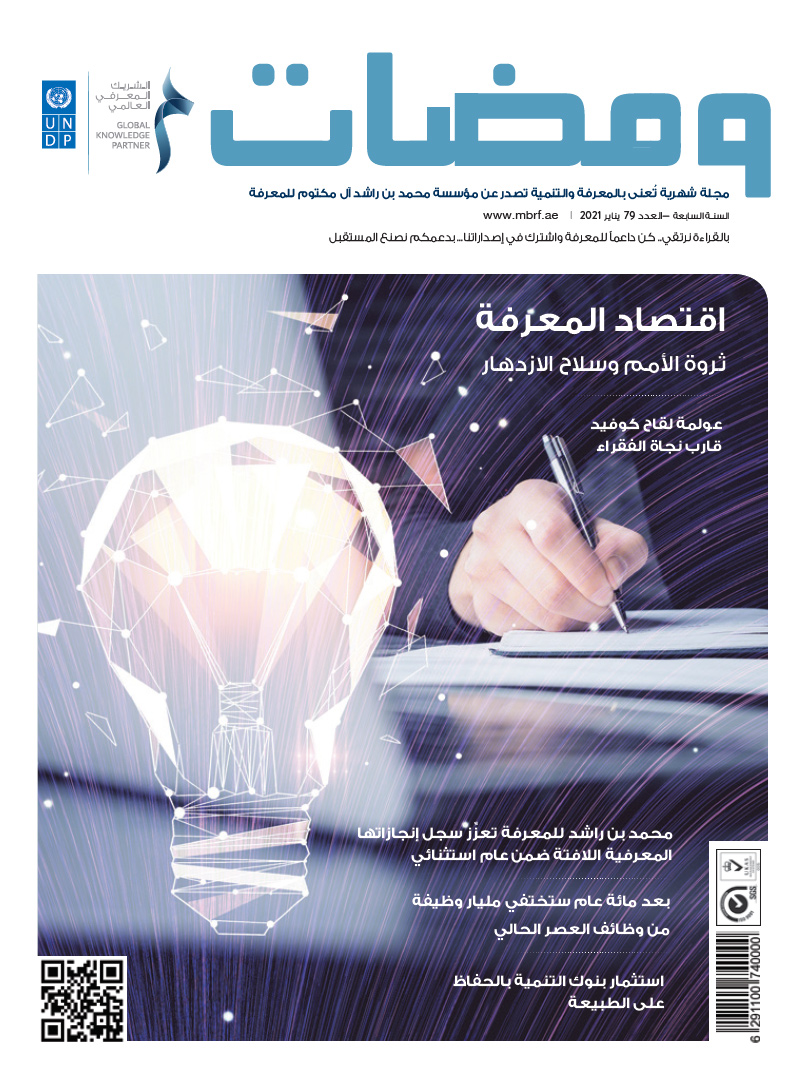 ومضات
الشريك
المعرفي
العالمي
GLOBAL
KNOWLEDGE
PARTNER
U N
D P
مجلة شهرية تُعنى بالمعرفة والتنمية تصدر عن مؤسسة محمد بن راشد آل مكتوم للمعرفة
السنة السابعة – العدد 79 يناير 2021 | www.mbrf.ae
بالقراءة نرتقي.. كن داعماً للمعرفة واشترك في إصداراتنا... بدعمكم نصنع المستقبل
اقتصاد المعرفة
ثروة الأمم وسلاح الازدهار
عولمة لقاح كوفيد
قارب نجاة الفقراء
محمد بن راشد للمعرفة تعزّز سجل إنجازاتها
المعرفية اللافتة ضمن عام استثنائي
بعد مائة عام ستختفي مليار وظيفة
من وظائف العصر الحالي
استثمار بنوك التنمية بالحفاظ
على الطبيعة
SGS
6 291100 740000